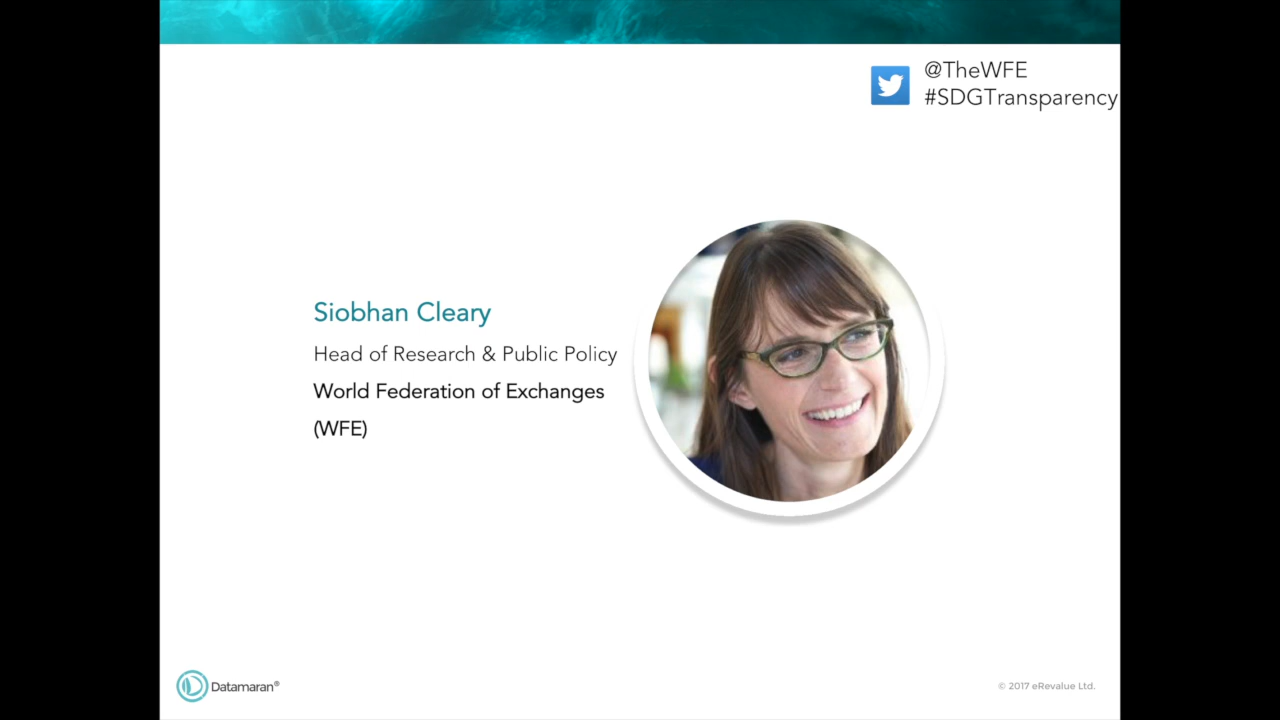 @TheWFE
#SDGTransparency
Siobhan Cleary
Head of Research & Public Policy
World Federation of Exchanges
(WFE)
Datamaran®
© 2017 eRevalue Ltd.